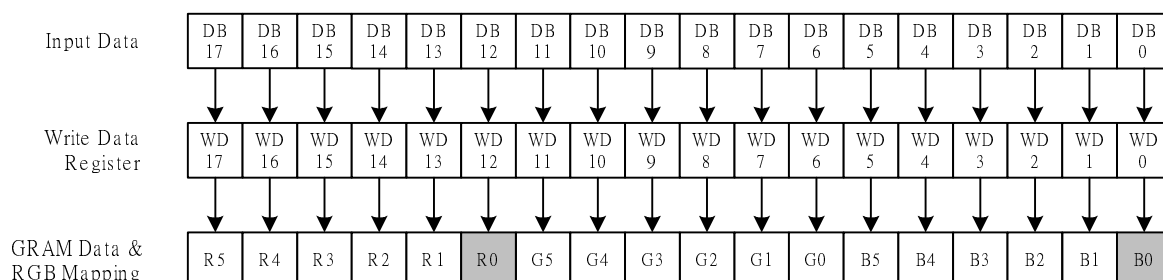 Input Data DB 17 DB 16 DB 15 DB 14 DB 13 DB 12 DB 11 DB 10 DB 9 DB 8 DB 7 DB 6 DB 5 DB 4 DB 3 DB 2 DB 1 DB 0
Write Data Register WD 17 WD 16 WD 15 WD 14 WD 13 WD 12 WD 11 WD 10 WD 9 WD 8 WD 7 WD 6 WD 5 WD 4 WD 3 WD 2 WD 1 WD 0
GRAM Data & RGB Mapping R5 R4 R3 R2 R1 R0 G5 G4 G3 G2 G1 G0 B5 B4 B3 B2 B1 B0